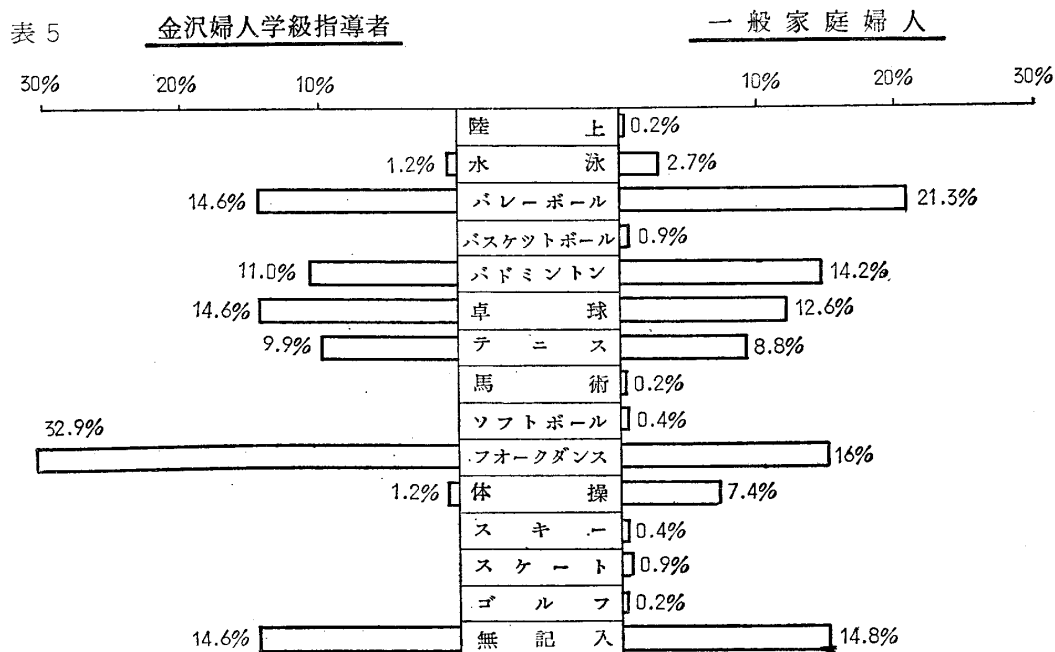 表5 金沢婦人学級指導者 一般家庭婦人
30% 20% 10% 10% 20% 30%
陸上 0.2%
1.2% 水泳 2.7%
14.6% バレーボール 21.3%
バスケットボール 0.9%
11.0% バドミントン 14.2%
14.6% 卓球 12.6%
9.9% テニス 8.8%
馬術 0.2%
ソフトボール 0.4%
32.9% フオークダンス 16%
1.2% 体操 7.4%
スキー 0.4%
スケート 0.9%
ゴルフ 0.2%
14.6% 無記入 14.8%